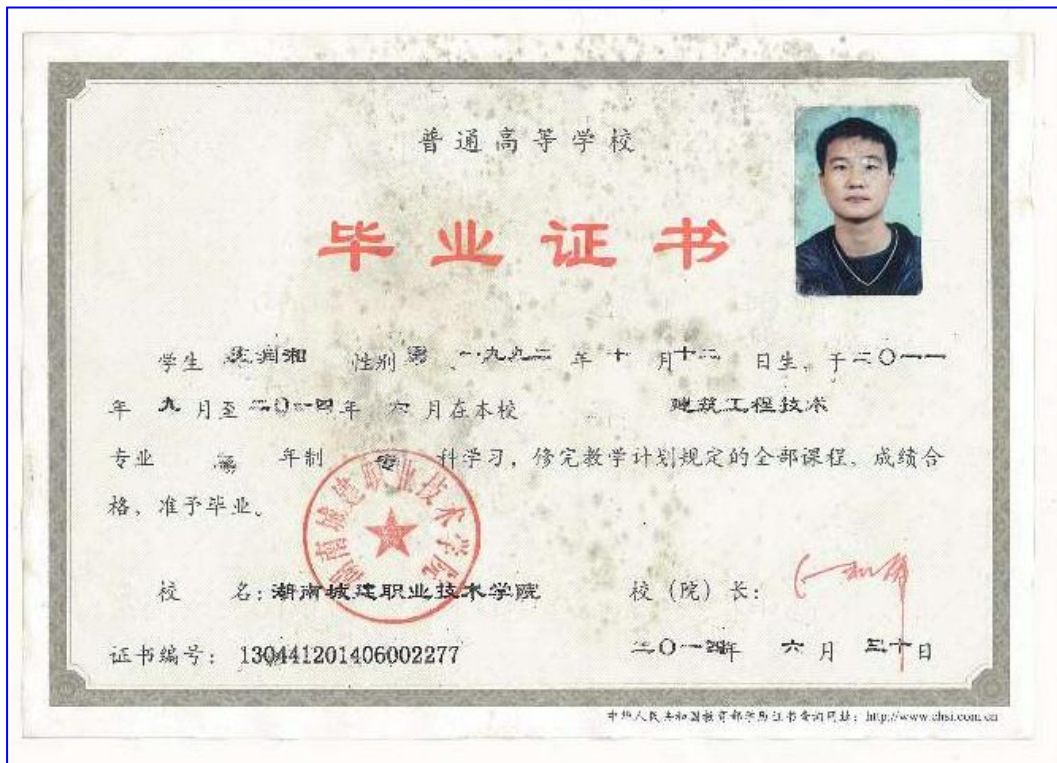 普通高等学校
毕业证书
学生 湘 性别 男 、一九九二 年 十 月 十二 日生，于二〇一一
年 九 月至 二〇一四年 六 月在本校 建筑工程技术
专业 年制 专 科学习，修完教学计划规定的全部课程，成绩合
格，准予毕业。
湖南城建职业技术学院
校 名：湖南城建职业技术学院 校（院）长：
证书编号： 130441201406002277 二〇一四年 六 月 三十日
中华人民共和国教育部学历证书查询网址：http://www.chsi.com.cn